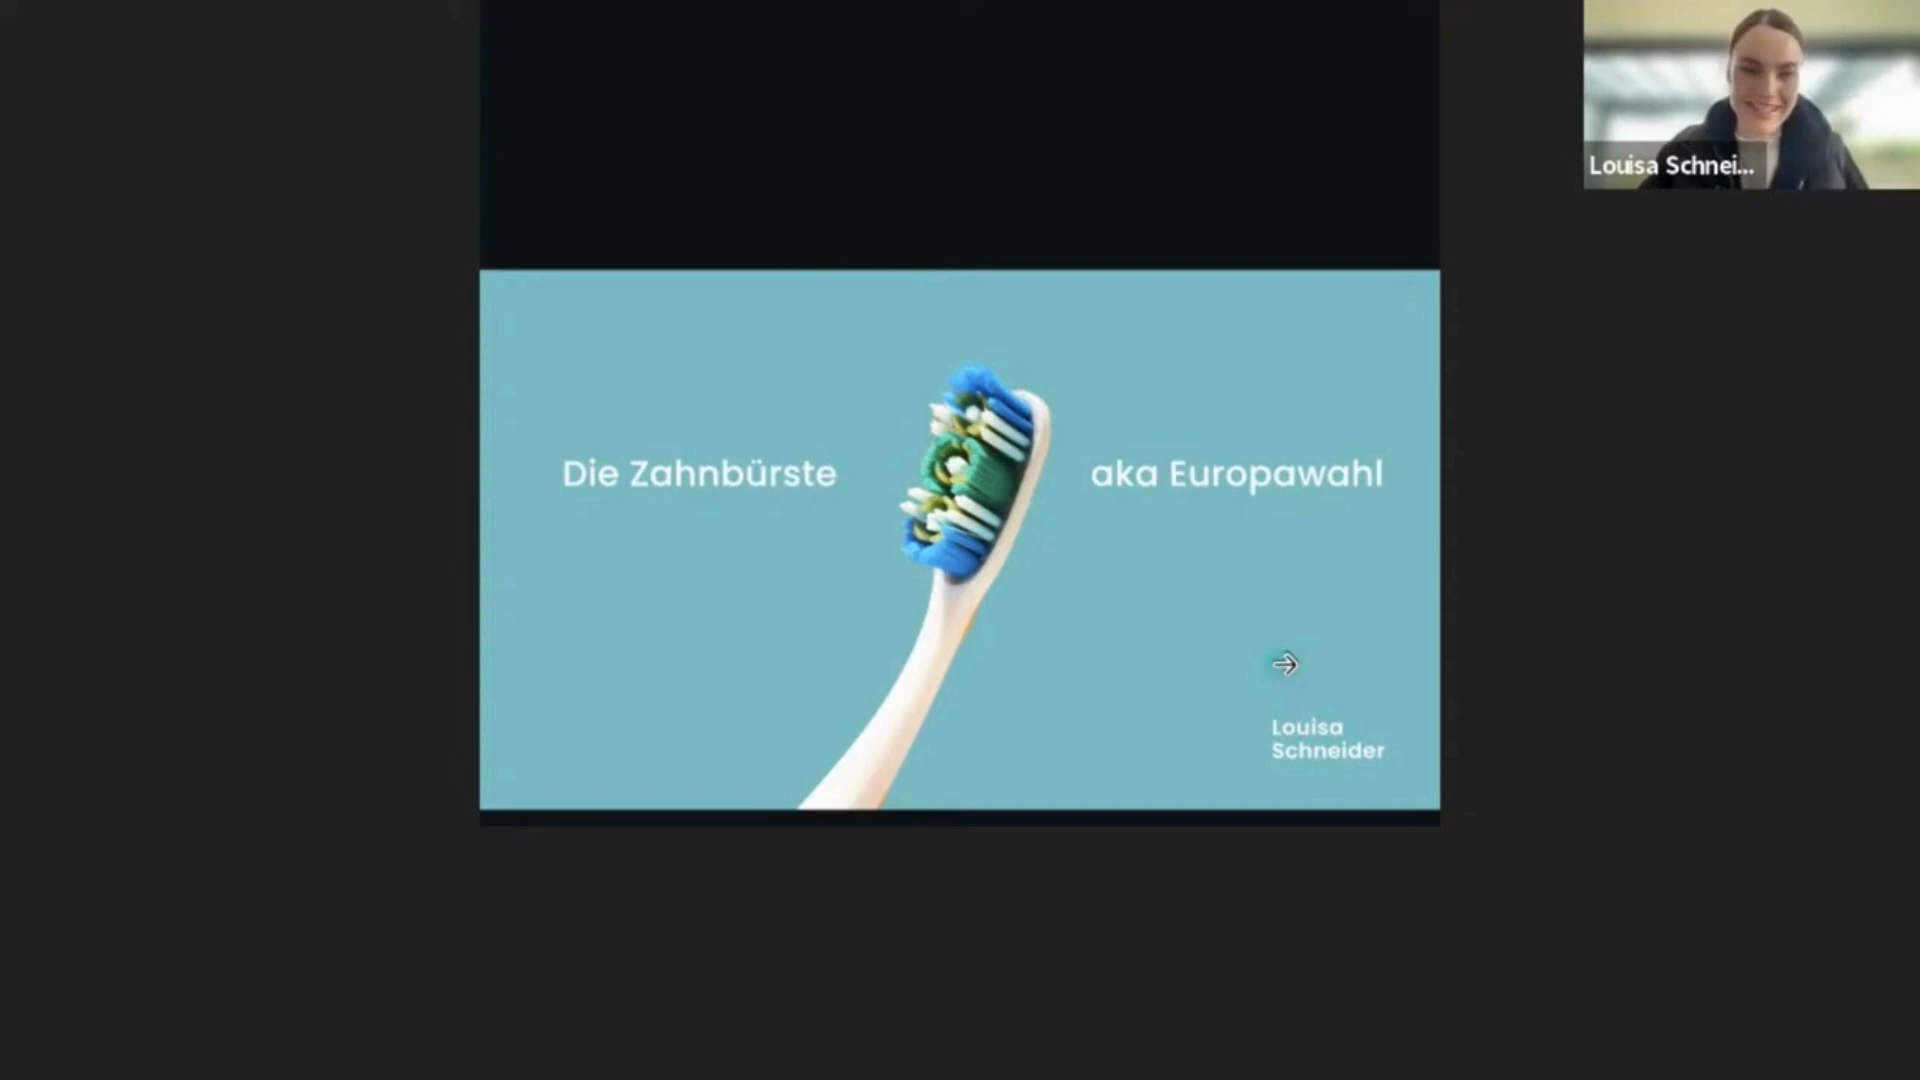 Louisa Schnei...
Die Zahnbürste
aka Europawahl
Louisa
Schneider